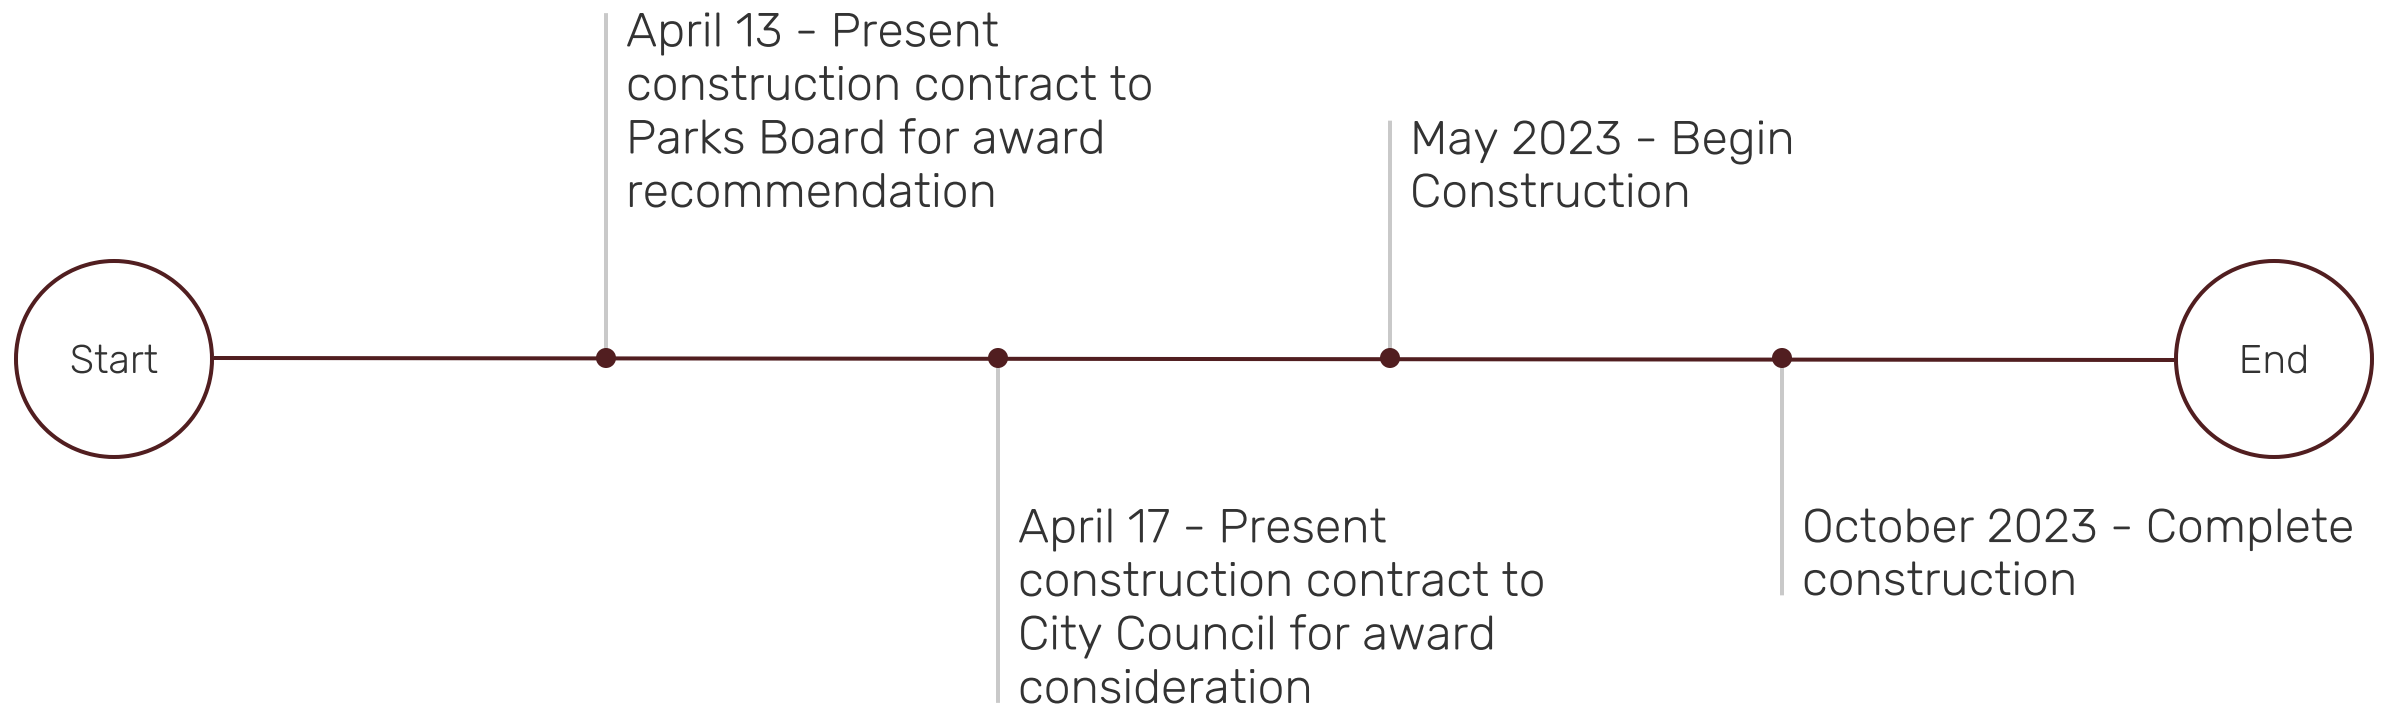 April 13 - Present
construction contract to
Parks Board for award
recommendation
May 2023 - Begin
Construction
Start
End
April 17 - Present
construction contract to
City Council for award
consideration
October 2023 - Complete
construction